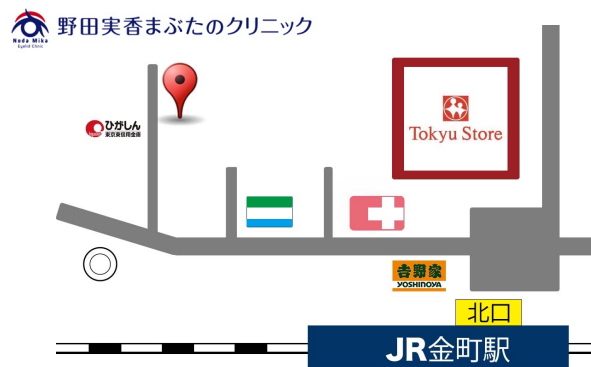 野田実香まぶたのクリニック
Noda Mika
Eyelid Clinic
ひがしん
東京東信用金庫
Tokyu Store
吉野家
YOSHINOYA
北口
JR金町駅